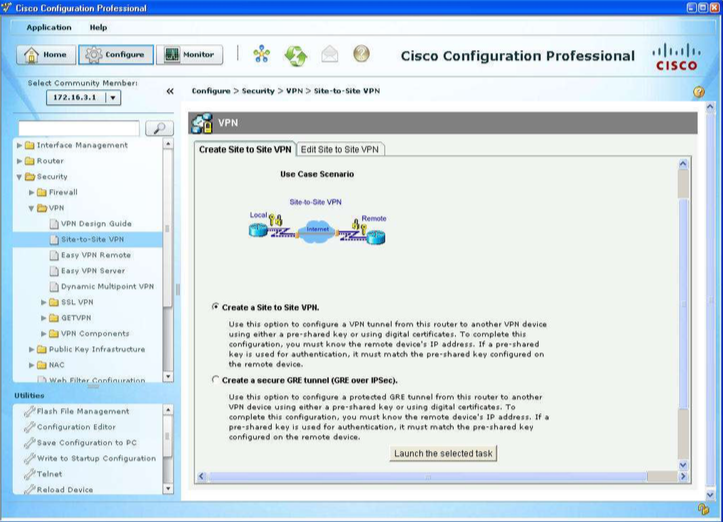 Cisco Configuration Professional
Application Help
Home Configure Monitor
Cisco Configuration Professional
CISCO
Select Community Member:
172.16.3.1
Configure > Security > VPN > Site-to-Site VPN
Interface Management
Router
Security
Firewall
VPN
VPN Design Guide
Site-to-Site VPN
Easy VPN Remote
Easy VPN Server
Dynamic Multipoint VPN
SSL VPN
GETVPN
VPN Components
Public Key Infrastructure
NAC
Web Filter Configuration
Utilities
Flash File Management
Configuration Editor
Save Configuration to PC
Write to Startup Configuration
Telnet
Reload Device
VPN
Create Site to Site VPN Edit Site to Site VPN
Use Case Scenario
Site-to-Site VPN
Local
Remote
Internet
Create a Site to Site VPN.
Use this option to configure a VPN tunnel from this router to another VPN device
using either a pre-shared key or using digital certificates. To complete this
configuration, you must know the remote device's IP address. If a pre-shared
key is used for authentication, it must match the pre-shared key configured on
the remote device.
Create a secure GRE tunnel (GRE over IPSec).
Use this option to configure a protected GRE tunnel from this router to another
VPN device using either a pre-shared key or using digital certificates. To
complete this configuration, you must know the remote device's IP address. If a
pre-shared key is used for authentication, it must match the pre-shared key
configured on the remote device.
Launch the selected task